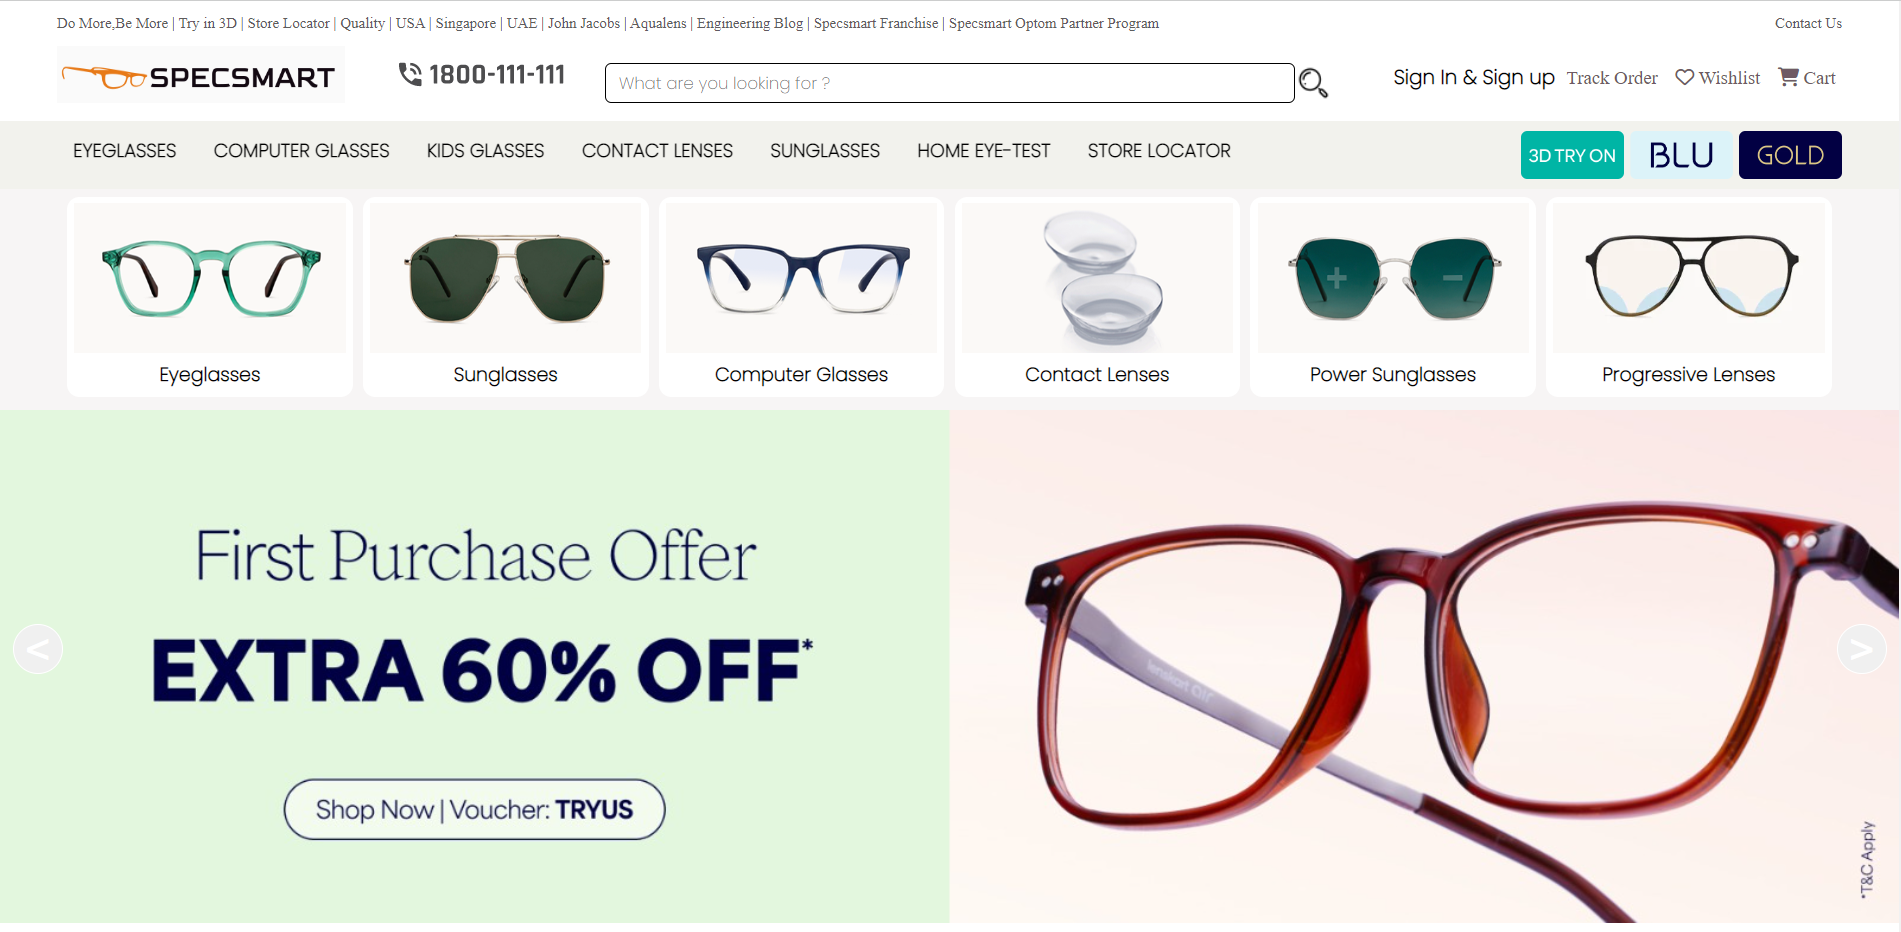 Do More,Be More | Try in 3D | Store Locator | Quality | USA | Singapore | UAE | John Jacobs | Aqualens | Engineering Blog | Specsmart Franchise | Specsmart Optom Partner Program
Contact Us
SPECSMART
1800-111-111
What are you looking for ?
Sign In & Sign up
Track Order
Wishlist
Cart
EYEGLASSES
COMPUTER GLASSES
KIDS GLASSES
CONTACT LENSES
SUNGLASSES
HOME EYE-TEST
STORE LOCATOR
3D TRY ON
BLU
GOLD
Eyeglasses
Sunglasses
Computer Glasses
Contact Lenses
Power Sunglasses
Progressive Lenses
First Purchase Offer
EXTRA 60% OFF*
Shop Now | Voucher: TRYUS
<
>
lenskart air
*T&C Apply